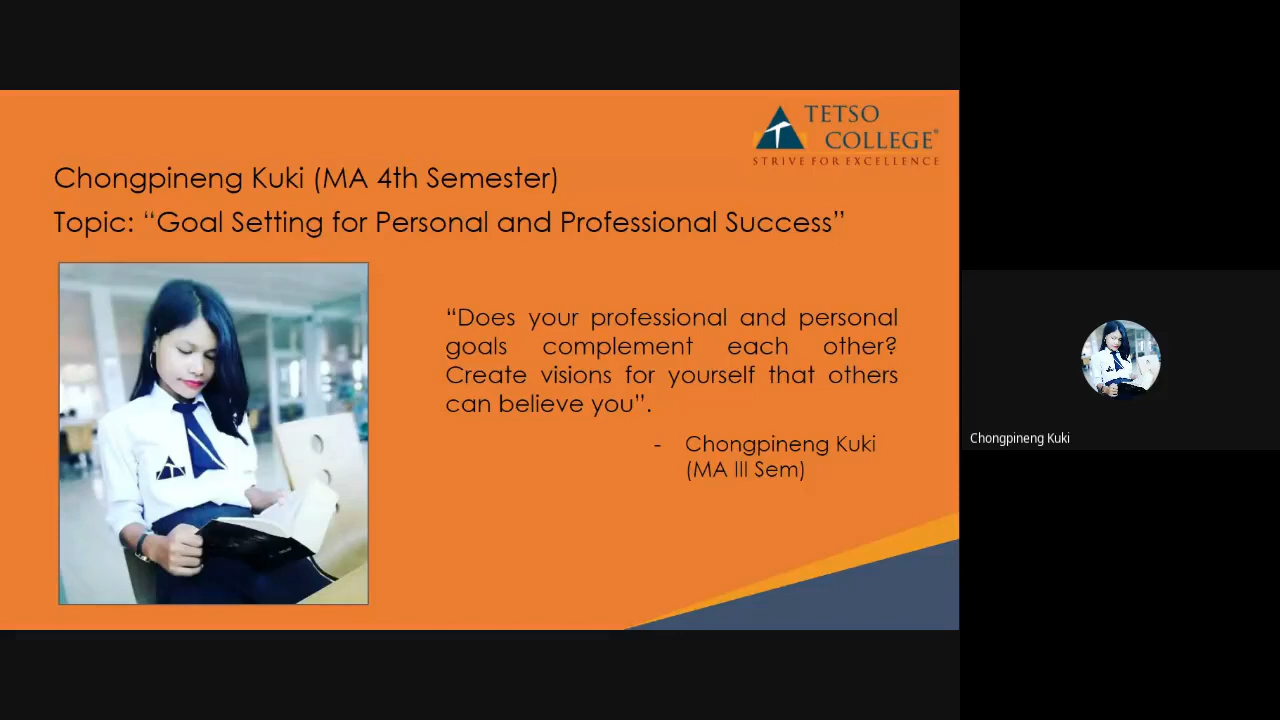 TETSO
COLLEGE®
STRIVE FOR EXCELLENCE
Chongpineng Kuki (MA 4th Semester)
Topic: “Goal Setting for Personal and Professional Success”
“Does your professional and personal
goals complement each other?
Create visions for yourself that others
can believe you”.
- Chongpineng Kuki
(MA III Sem)
Chongpineng Kuki